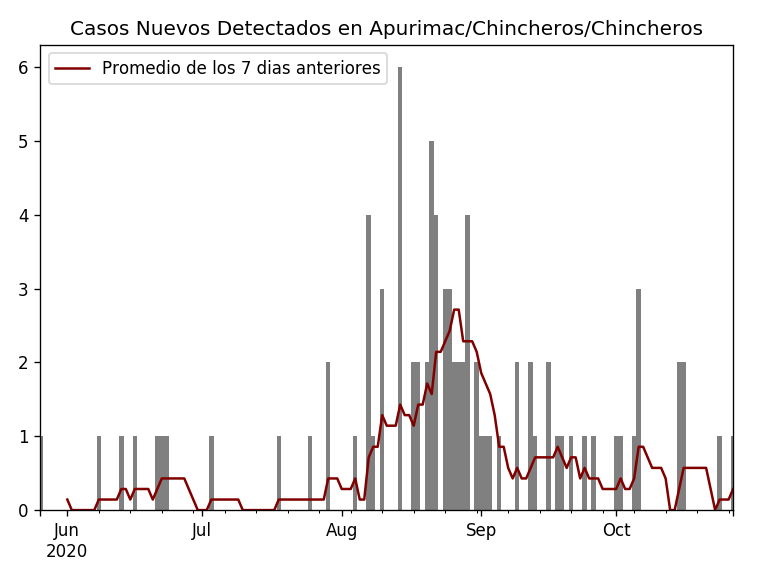 Casos Nuevos Detectados en Apurimac/Chincheros/Chincheros
Promedio de los 7 dias anteriores
6
5
4
3
2
1
0
Jun Jul Aug Sep Oct
2020